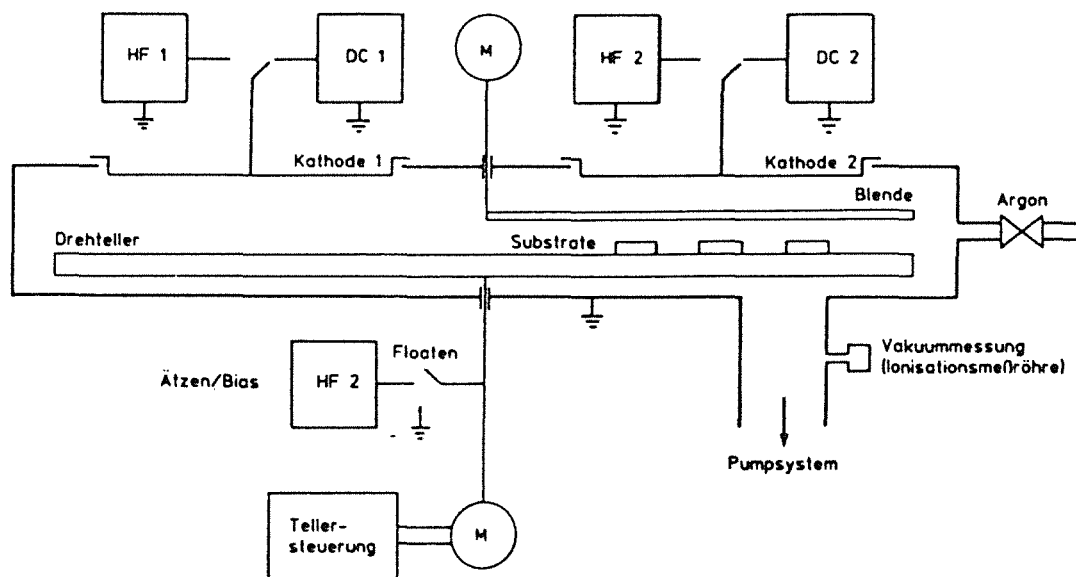 HF 1
DC 1
M
HF 2
DC 2
Kathode 1
Kathode 2
Blende
Argon
Drehteller
Substrate
Floaten
Ätzen/Bias
HF 2
Vakuummessung
(Ionisationsmeßröhre)
Pumpsystem
Teller-
steuerung
M